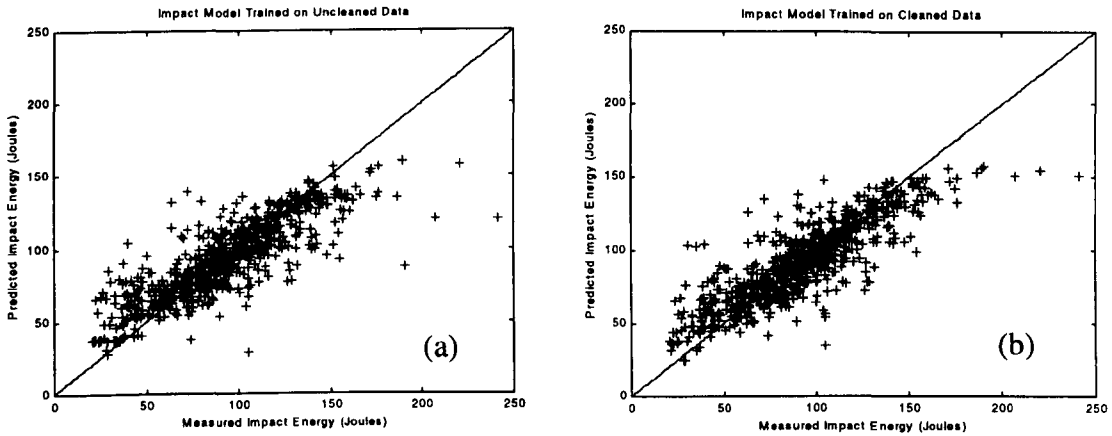 Impact Model Trained on Uncleaned Data
250
200
150
100
50
0
0 50 100 150 200 250
Predicted Impact Energy (Joules)
Measured Impact Energy (Joules)
(a)
Impact Model Trained on Cleaned Data
250
200
150
100
50
0
0 50 100 150 200 250
Predicted Impact Energy (Joules)
Measured Impact Energy (Joules)
(b)